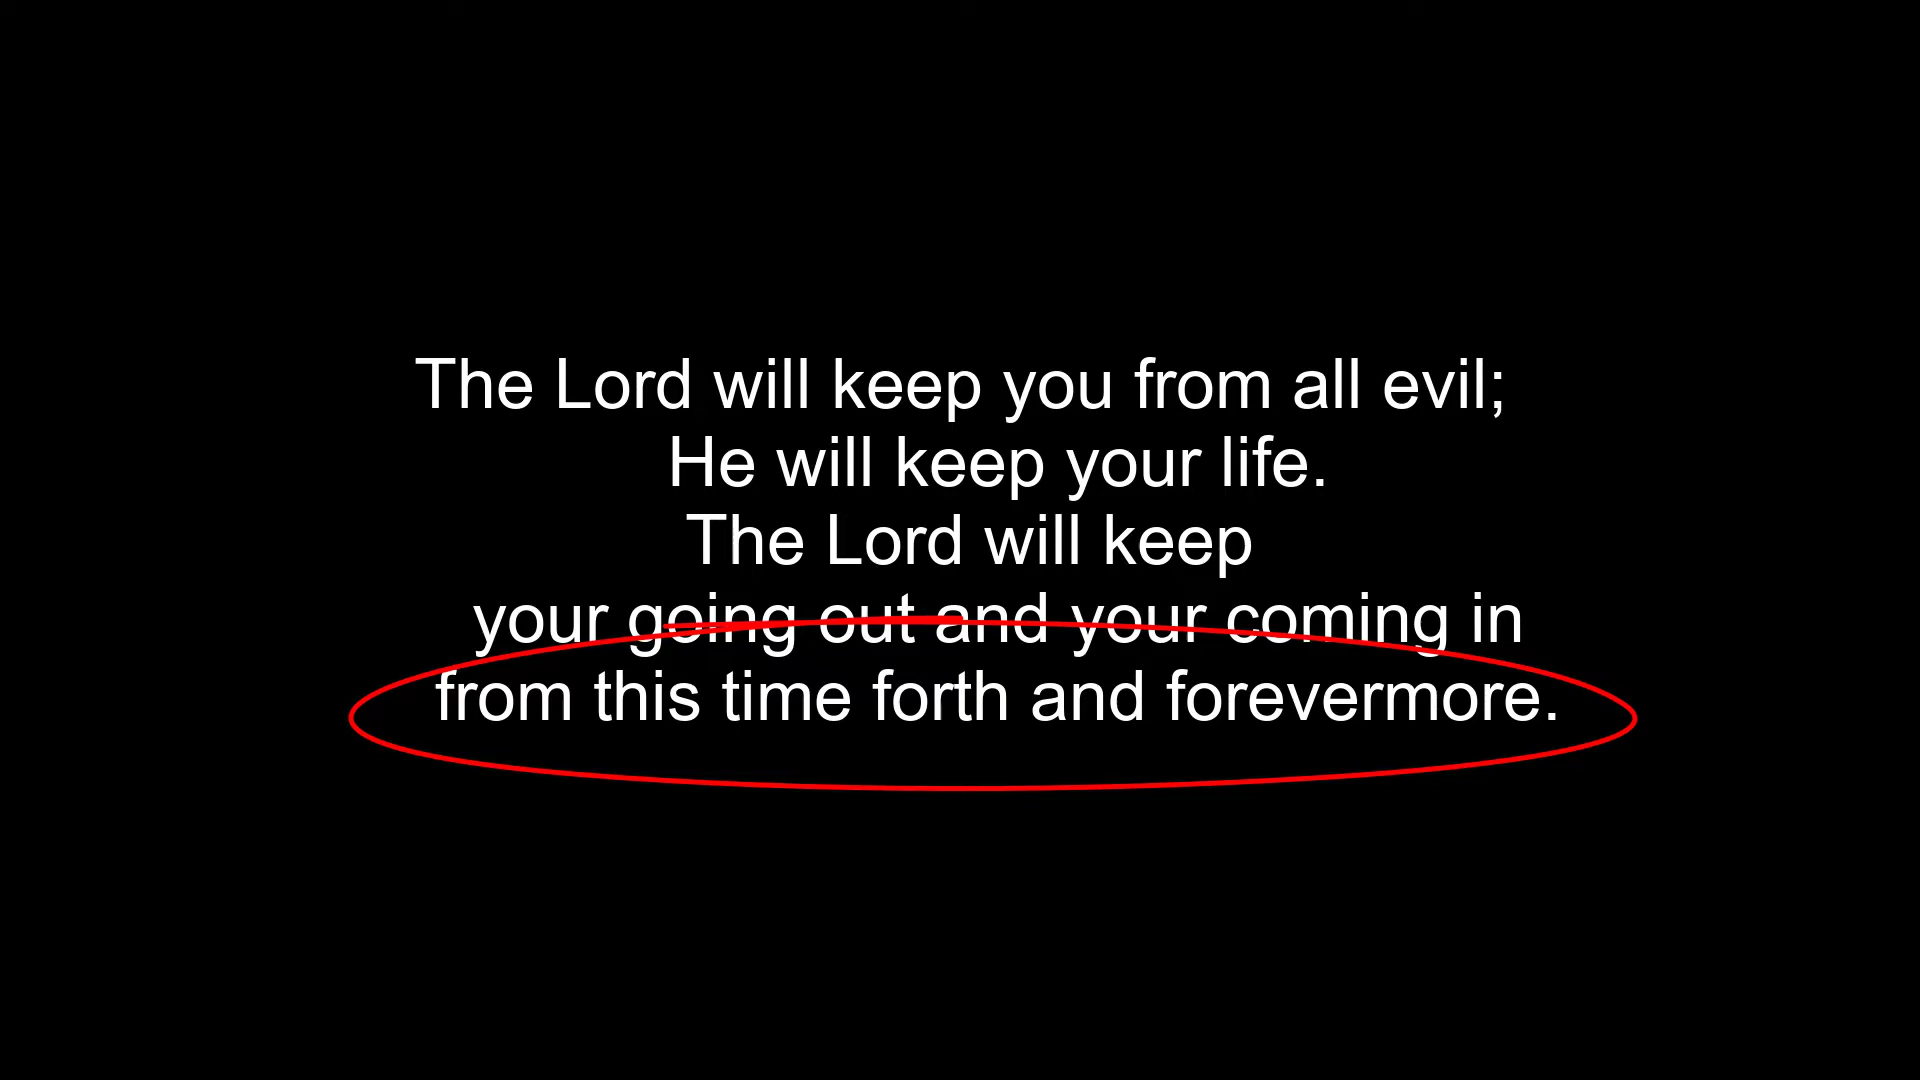 The Lord will keep you from all evil;
He will keep your life.
The Lord will keep
your going out and your coming in
from this time forth and forevermore.